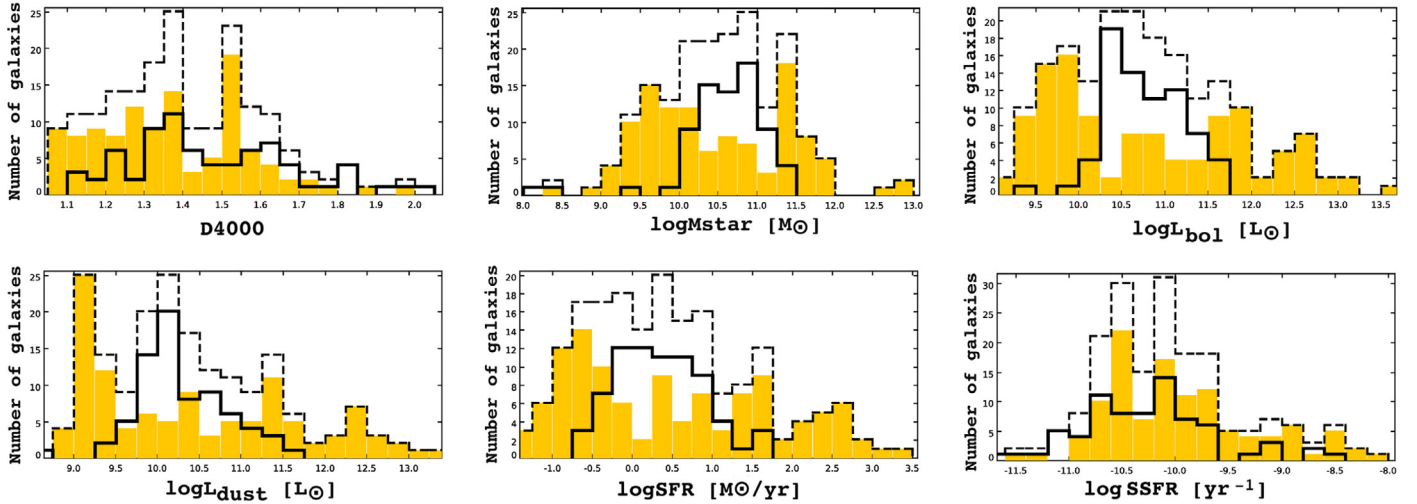 Number of galaxies
25
20
15
10
5
0
1.1 1.2 1.3 1.4 1.5 1.6 1.7 1.8 1.9 2.0
D4000
Number of galaxies
25
20
15
10
5
0
8.0 8.5 9.0 9.5 10.0 10.5 11.0 11.5 12.0 12.5 13.0
logMstar [M⊙]
Number of galaxies
20
18
16
14
12
10
8
6
4
2
0
9.5 10.0 10.5 11.0 11.5 12.0 12.5 13.0 13.5
logLbol [L⊙]
Number of galaxies
25
20
15
10
5
0
9.0 9.5 10.0 10.5 11.0 11.5 12.0 12.5 13.0
logLdust [L⊙]
Number of galaxies
20
18
16
14
12
10
8
6
4
2
0
-1.0 -0.5 0.0 0.5 1.0 1.5 2.0 2.5 3.0 3.5
logSFR [M⊙/yr]
Number of galaxies
30
25
20
15
10
5
0
-11.5 -11.0 -10.5 -10.0 -9.5 -9.0 -8.5 -8.0
log SSFR [yr-1]